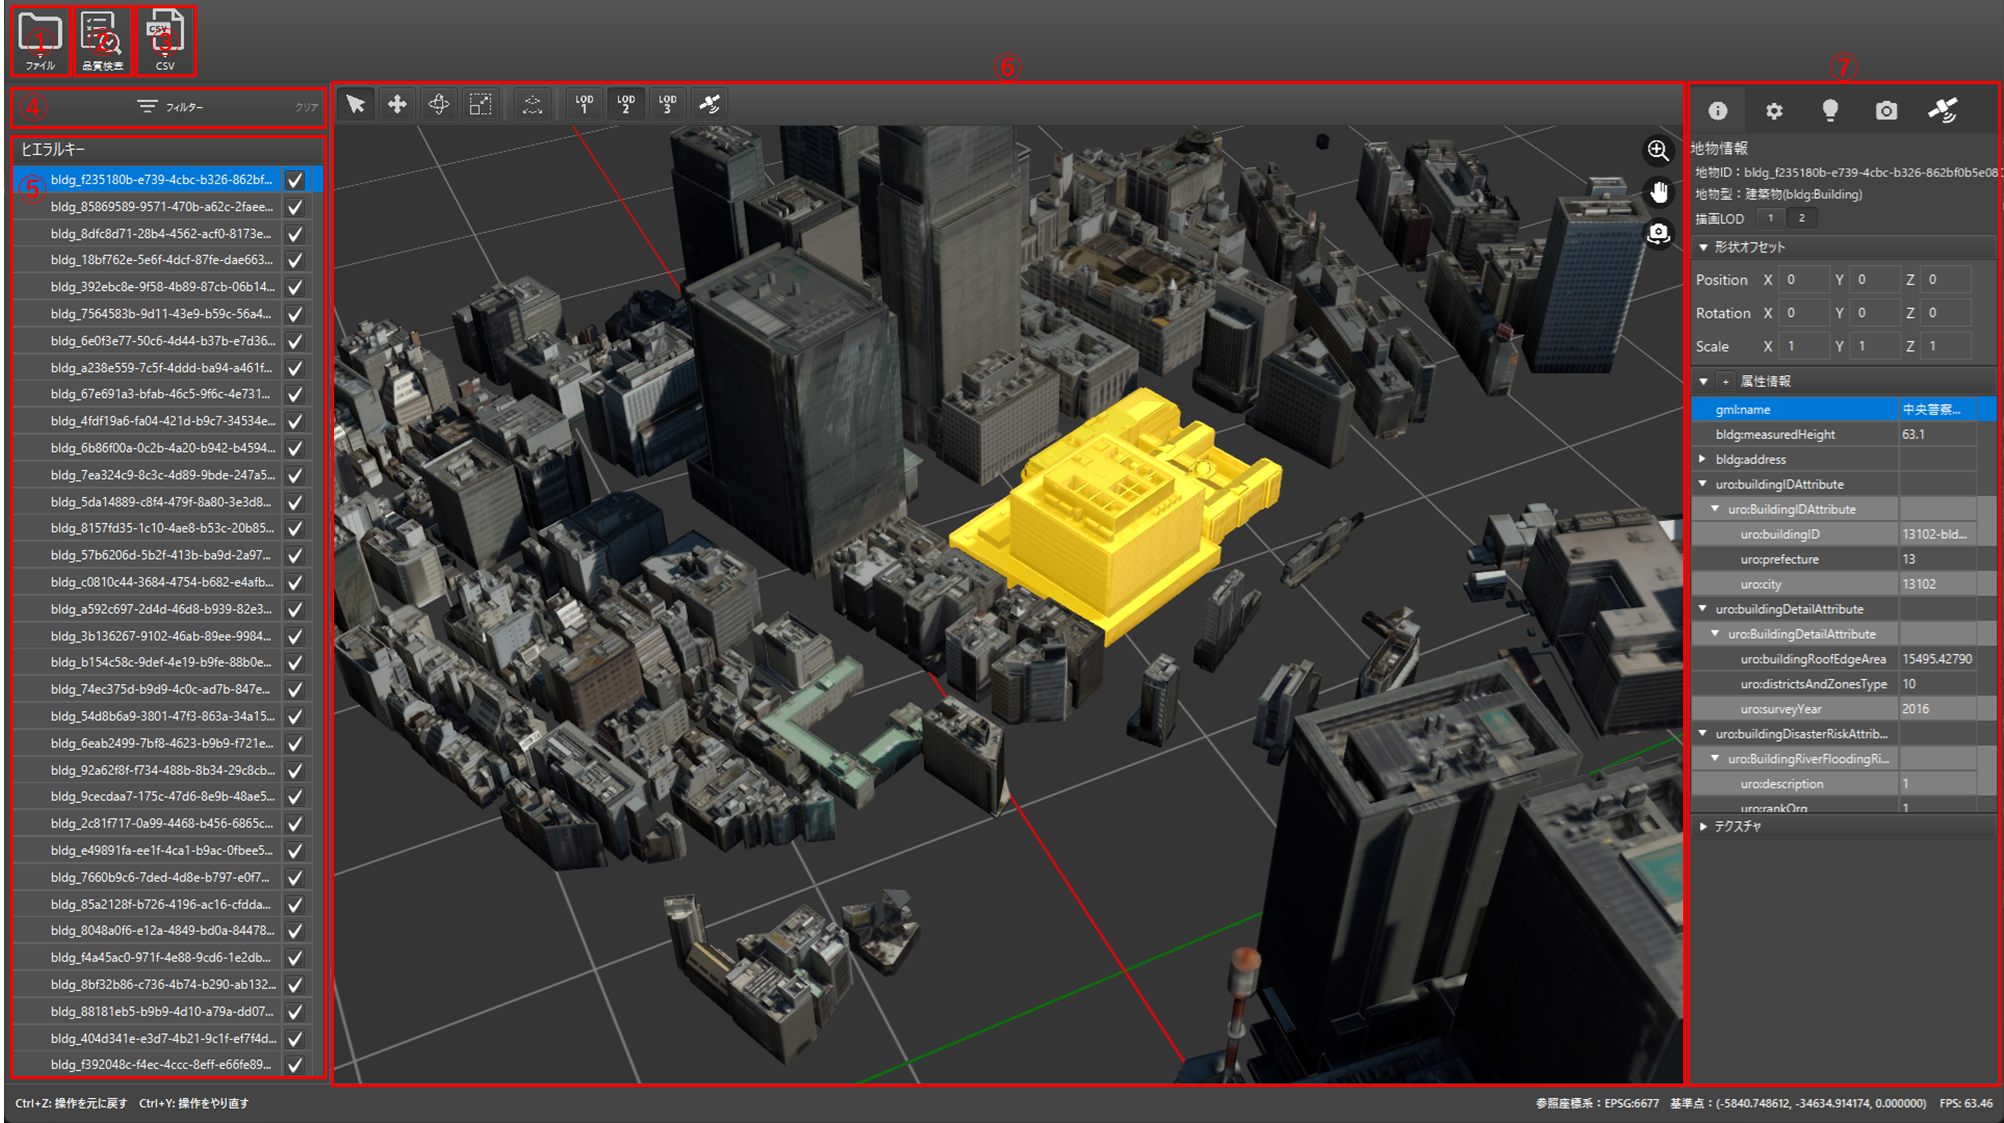 ① ② ③
CSV
ファイル 品質検査 CSV
④ フィルター クリア
⑤
⑥
⑦
LOD 1 LOD 2 LOD 3
ヒエラルキー
bldg_f235180b-e739-4cbc-b326-862bf...
bldg_85869589-9571-470b-a62c-2faee...
bldg_8dfc8d71-28b4-4562-acf0-8173e...
bldg_18bf762e-5e6f-4dcf-87fe-dae663...
bldg_392ebc8e-9f58-4b89-87cb-06b14...
bldg_7564583b-9d11-43e9-b59c-56a4...
bldg_6e0f3e77-50c6-4d44-b37b-e7d36...
bldg_a238e559-7c5f-4ddd-ba94-a461f...
bldg_67e691a3-bfab-46c5-9f6c-4e731...
bldg_4fdf19a6-fa04-421d-b9c7-34534e...
bldg_6b86f00a-0c2b-4a20-b942-b4594...
bldg_7ea324c9-8c3c-4d89-9bde-247a5...
bldg_5da14889-c8f4-479f-8a80-3e3d8...
bldg_8157fd35-1c10-4ae8-b53c-20b85...
bldg_57b6206d-5b2f-413b-ba9d-2a97...
bldg_c0810c44-3684-4754-b682-e4afb...
bldg_a592c697-2d4d-46d8-b939-82e3...
bldg_3b136267-9102-46ab-89ee-9984...
bldg_b154c58c-9def-4e19-b9fe-88b0e...
bldg_74ec375d-b9d9-4c0c-ad7b-847e...
bldg_54d8b6a9-3801-47f3-863a-34a15...
bldg_6eab2499-7bf8-4623-b9b9-f721e...
bldg_92a62f8f-f734-488b-8b34-29c8cb...
bldg_9cecdaa7-175c-47d6-8e9b-48ae5...
bldg_2c81f717-0a99-4468-b456-6865c...
bldg_e49891fa-ee1f-4ca1-b9ac-0fbee5...
bldg_7660b9c6-7ded-4d8e-b797-e0f7...
bldg_85a2128f-b726-4196-ac16-cfdda...
bldg_8048a0f6-e12a-4849-bd0a-84478...
bldg_f4a45ac0-971f-4e88-9cd6-1e2db...
bldg_8bf32b86-c736-4b74-b290-ab132...
bldg_88181eb5-b9b9-4d10-a79a-dd07...
bldg_404d341e-e3d7-4b21-9c1f-ef7f4d...
bldg_f392048c-f4ec-4ccc-8eff-e66fe89...
地物情報
地物ID：bldg_f235180b-e739-4cbc-b326-862bf0b5e08
地物型：建築物(bldg:Building)
描画LOD 1 2
形状オフセット
Position X 0 Y 0 Z 0
Rotation X 0 Y 0 Z 0
Scale X 1 Y 1 Z 1
+ 属性情報
gml:name 中央警察...
bldg:measuredHeight 63.1
bldg:address
uro:buildingIDAttribute
uro:BuildingIDAttribute
uro:buildingID 13102-bld...
uro:prefecture 13
uro:city 13102
uro:buildingDetailAttribute
uro:BuildingDetailAttribute
uro:buildingRoofEdgeArea 15495.42790
uro:districtsAndZonesType 10
uro:surveyYear 2016
uro:buildingDisasterRiskAttrib...
uro:BuildingRiverFloodingRi...
uro:description 1
uro:rankOrg 1
テクスチャ
Ctrl+Z: 操作を元に戻す Ctrl+Y: 操作をやり直す
参照座標系：EPSG:6677 基準点：(-5840.748612, -34634.914174, 0.000000) FPS: 63.46